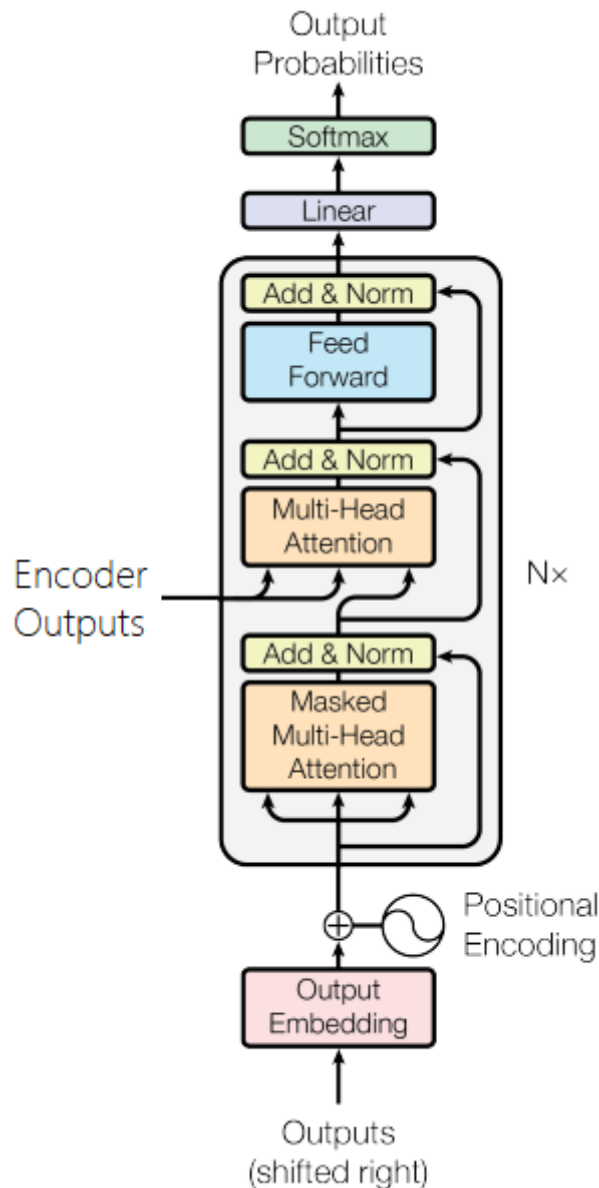 Output
Probabilities
Softmax
Linear
Add & Norm
Feed
Forward
Add & Norm
Multi-Head
Attention
Encoder
Outputs
N×
Add & Norm
Masked
Multi-Head
Attention
Positional
Encoding
Output
Embedding
Outputs
(shifted right)